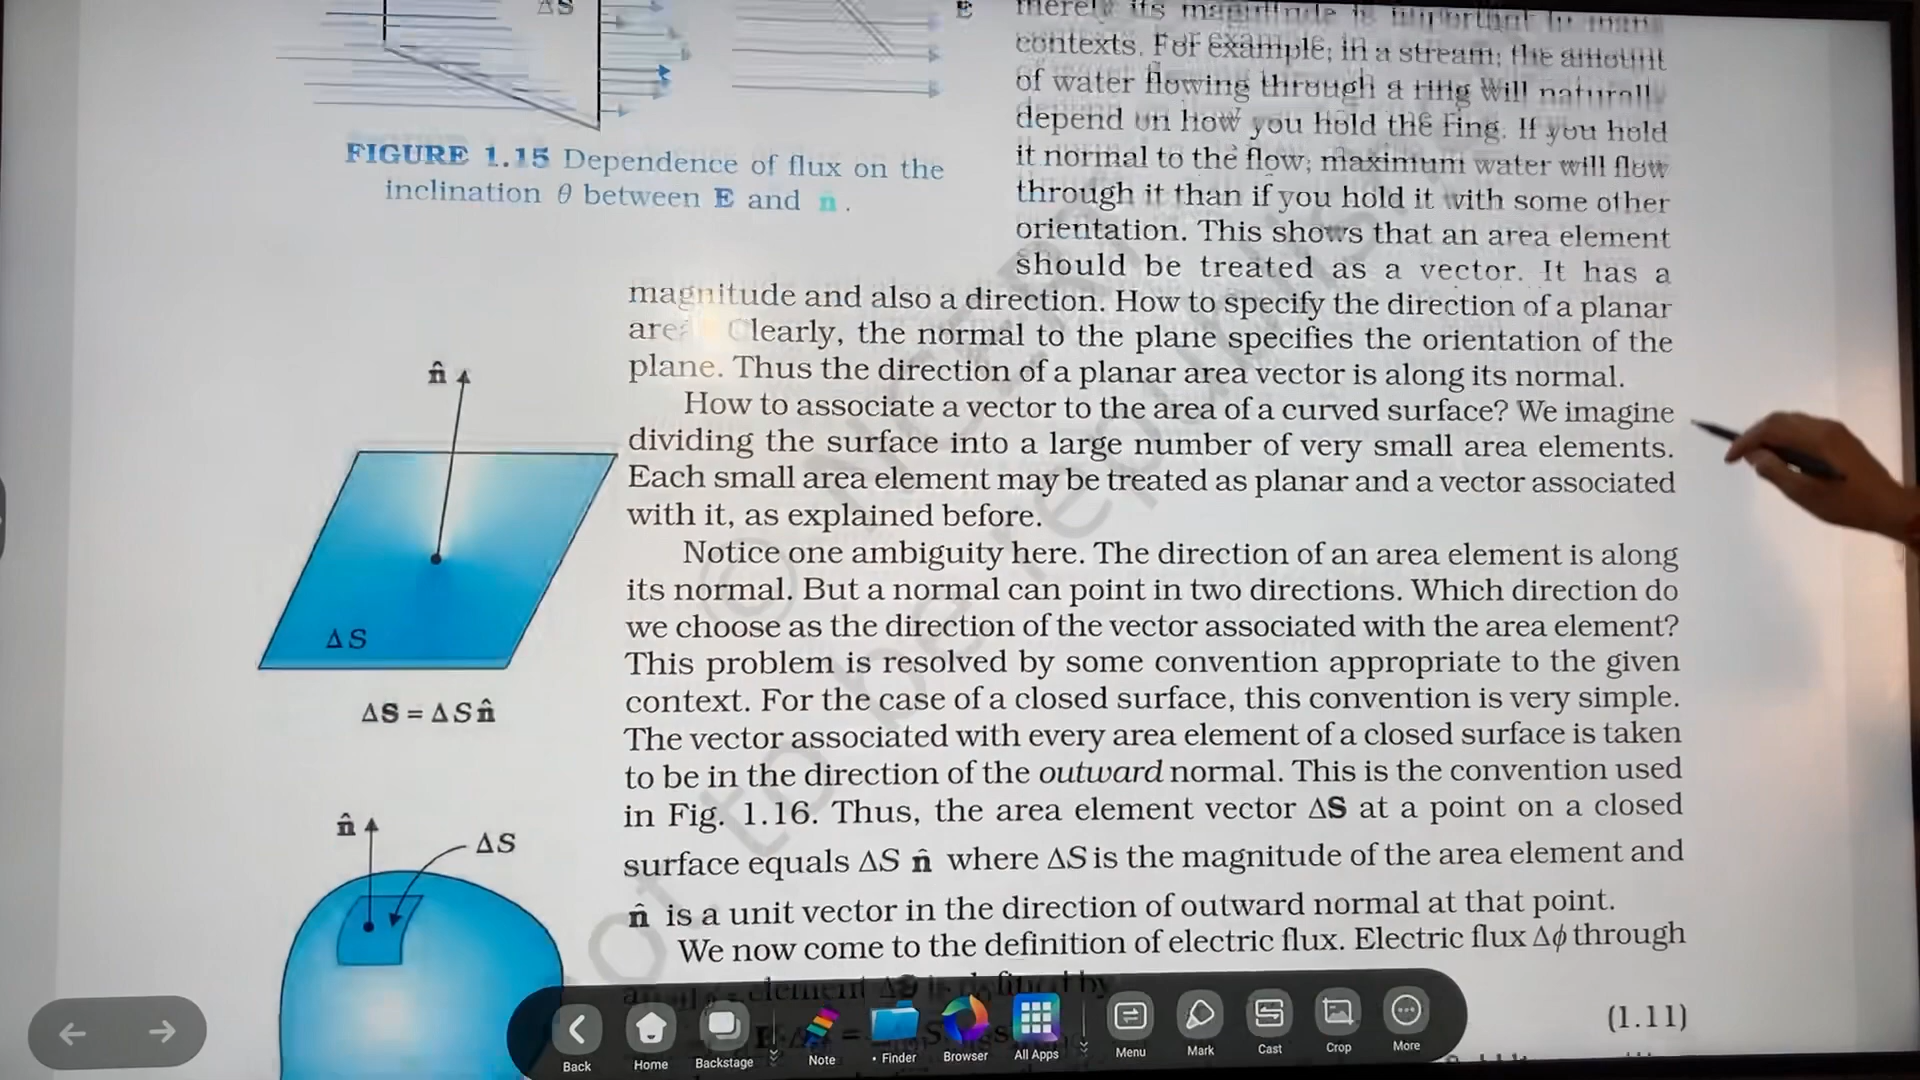 ΔS
E
contexts. For example, in a stream, the amount
of water flowing through a ring will naturally
depend on how you hold the ring. If you hold
it normal to the flow, maximum water will flow
through it than if you hold it with some other
orientation. This shows that an area element
should be treated as a vector. It has a
FIGURE 1.15 Dependence of flux on the
inclination θ between E and n̂ .
magnitude and also a direction. How to specify the direction of a planar
Clearly, the normal to the plane specifies the orientation of the
plane. Thus the direction of a planar area vector is along its normal.
How to associate a vector to the area of a curved surface? We imagine
dividing the surface into a large number of very small area elements.
Each small area element may be treated as planar and a vector associated
with it, as explained before.
Notice one ambiguity here. The direction of an area element is along
its normal. But a normal can point in two directions. Which direction do
we choose as the direction of the vector associated with the area element?
This problem is resolved by some convention appropriate to the given
context. For the case of a closed surface, this convention is very simple.
The vector associated with every area element of a closed surface is taken
to be in the direction of the outward normal. This is the convention used
in Fig. 1.16. Thus, the area element vector ΔS at a point on a closed
surface equals ΔS n̂ where ΔS is the magnitude of the area element and
n̂ is a unit vector in the direction of outward normal at that point.
We now come to the definition of electric flux. Electric flux Δϕ through
(1.11)
n̂
ΔS
ΔS = ΔS n̂
n̂
ΔS
Back
Home
Backstage
Note
• Finder
Browser
All Apps
Menu
Mark
Cast
Crop
More